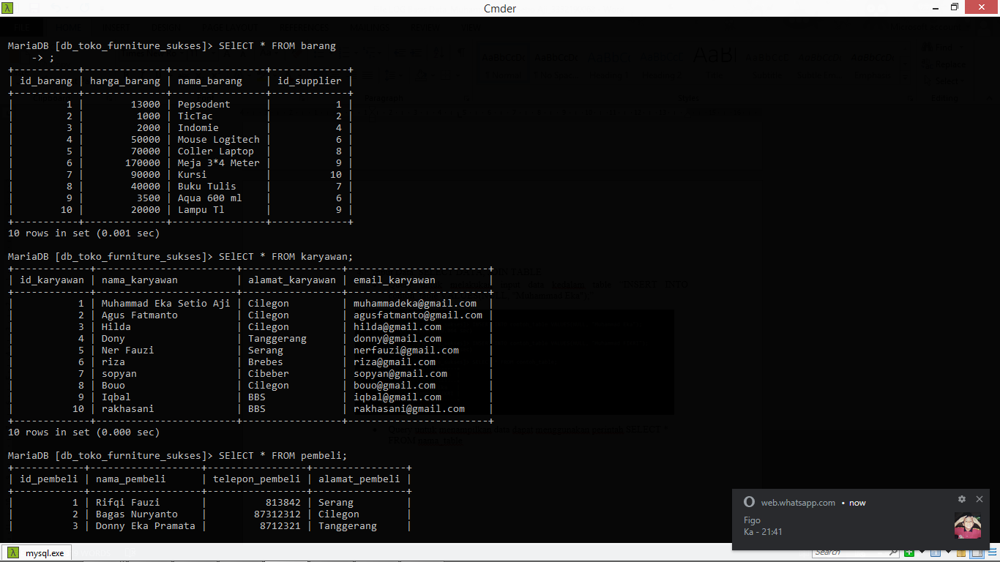 Cmder
MariaDB [db_toko_furniture_sukses]> SElECT * FROM barang
    -> ;
+-----------+--------------+----------------+-------------+
| id_barang | harga_barang | nama_barang    | id_supplier |
+-----------+--------------+----------------+-------------+
|         1 |        13000 | Pepsodent      |           1 |
|         2 |         1000 | TicTac         |           2 |
|         3 |         2000 | Indomie        |           4 |
|         4 |        50000 | Mouse Logitech |           6 |
|         5 |        70000 | Coller Laptop  |           8 |
|         6 |       170000 | Meja 3*4 Meter |           9 |
|         7 |        90000 | Kursi          |          10 |
|         8 |        40000 | Buku Tulis     |           7 |
|         9 |         3500 | Aqua 600 ml    |           6 |
|        10 |        20000 | Lampu Tl       |           9 |
+-----------+--------------+----------------+-------------+
10 rows in set (0.001 sec)
MariaDB [db_toko_furniture_sukses]> SElECT * FROM karyawan;
+-------------+------------------------+-----------------+------------------------+
| id_karyawan | nama_karyawan          | alamat_karyawan | email_karyawan         |
+-------------+------------------------+-----------------+------------------------+
|           1 | Muhammad Eka Setio Aji | Cilegon         | muhammadeka@gmail.com  |
|           2 | Agus Fatmanto          | Cilegon         | agusfatmanto@gmail.com |
|           3 | Hilda                  | Cilegon         | hilda@gmail.com        |
|           4 | Dony                   | Tanggerang      | donny@gmail.com        |
|           5 | Ner Fauzi              | Serang          | nerfauzi@gmail.com     |
|           6 | riza                   | Brebes          | riza@gmail.com         |
|           7 | sopyan                 | Cibeber         | sopyan@gmail.com       |
|           8 | Bouo                   | Cilegon         | bouo@gmail.com         |
|           9 | Iqbal                  | BBS             | iqbal@gmail.com        |
|          10 | rakhasani              | BBS             | rakhasani@gmail.com    |
+-------------+------------------------+-----------------+------------------------+
10 rows in set (0.000 sec)
MariaDB [db_toko_furniture_sukses]> SElECT * FROM pembeli;
+------------+-------------------+-----------------+----------------+
| id_pembeli | nama_pembeli      | telepon_pembeli | alamat_pembeli |
+------------+-------------------+-----------------+----------------+
|          1 | Rifqi Fauzi       |          813842 | Serang         |
|          2 | Bagas Nuryanto    |        87312312 | Cilegon        |
|          3 | Donny Eka Pramata |         8712321 | Tanggerang     |
web.whatsapp.com • now
Figo
Ka - 21:41
mysql.exe
Search